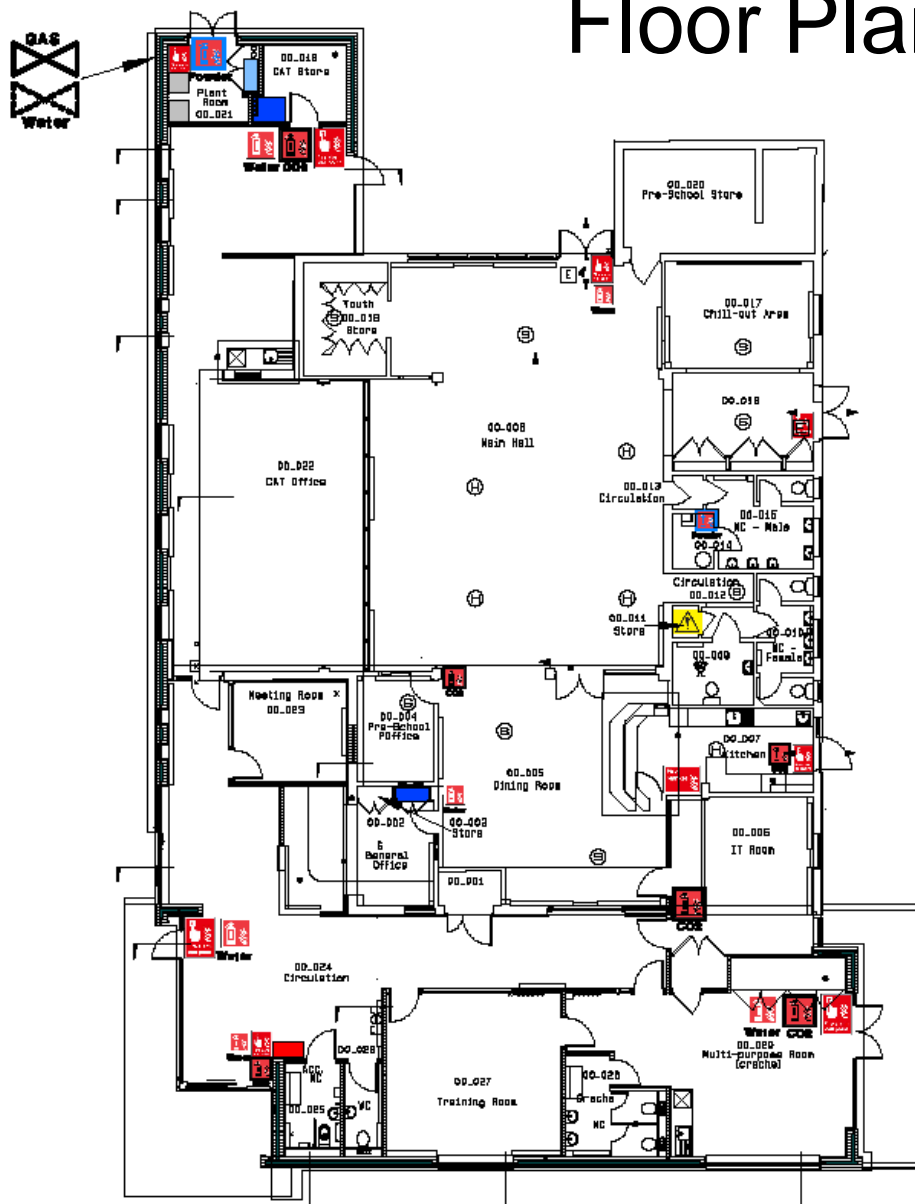 Floor Plan
GAS
Water
Powder
Plant
Room
00_021
00_018
CAT Store
Water CO2
00_020
Pre-School Store
E
Youth
00_019
Store
00_017
Chill-out Area
S
S
S
00_008
Main Hall
00_022
CAT Office
H
H
H
H
00_013
Circulation
00_015
WC - Male
Powder
00_014
Circulation
00_012
S
00_011
Store
00_010
WC -
Female
00_009
Meeting Room
00_023
CO2
00_004
Pre-School
S
S
00_007
Kitchen
H
00_005
Dining Room
Water
00_002
00_003
Store
General
Office
S
00_006
IT Room
00_001
CO2
Water
00_024
Circulation
Water CO2
00_029
Multi-purpose Room
(creche)
ACC.
WC
00_025
WC
00_027
Training Room
00_028
Creche
WC